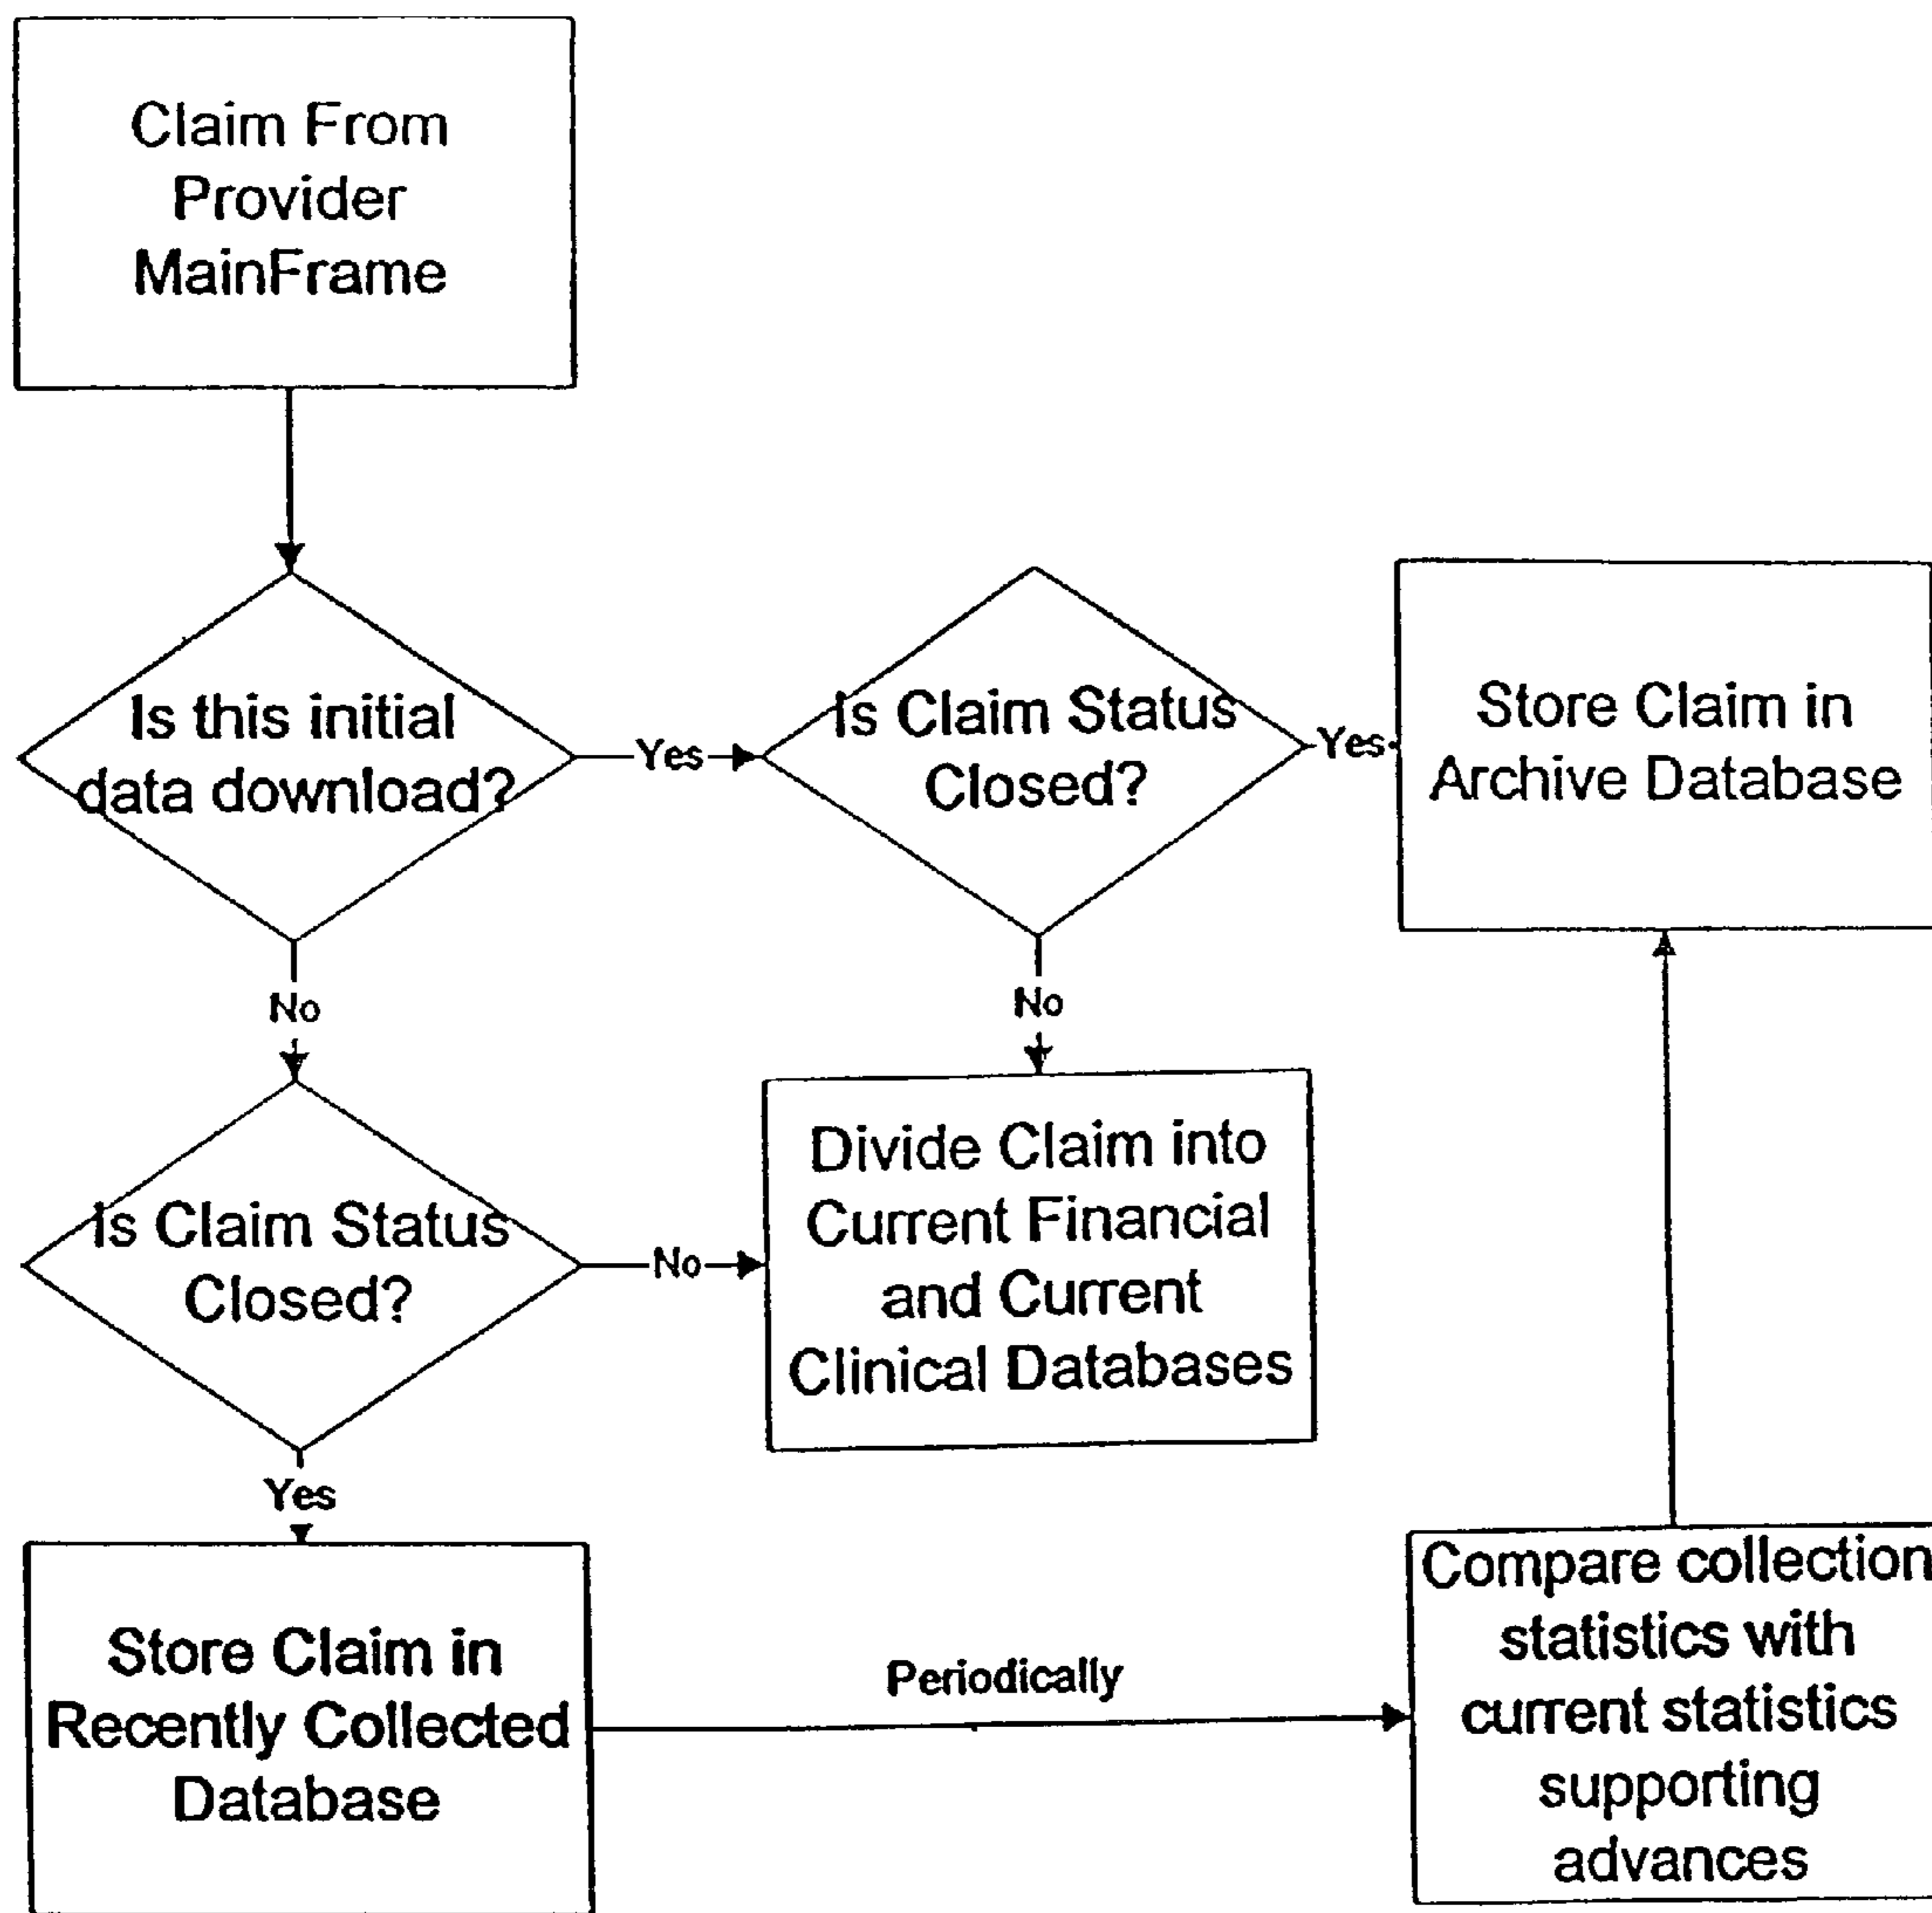 Claim From
Provider
MainFrame
Is this initial
data download?
Yes
Is Claim Status
Closed?
Yes
Store Claim in
Archive Database
No
No
Is Claim Status
Closed?
No
Divide Claim into
Current Financial
and Current
Clinical Databases
Yes
Store Claim in
Recently Collected
Database
Periodically
Compare collection
statistics with
current statistics
supporting
advances